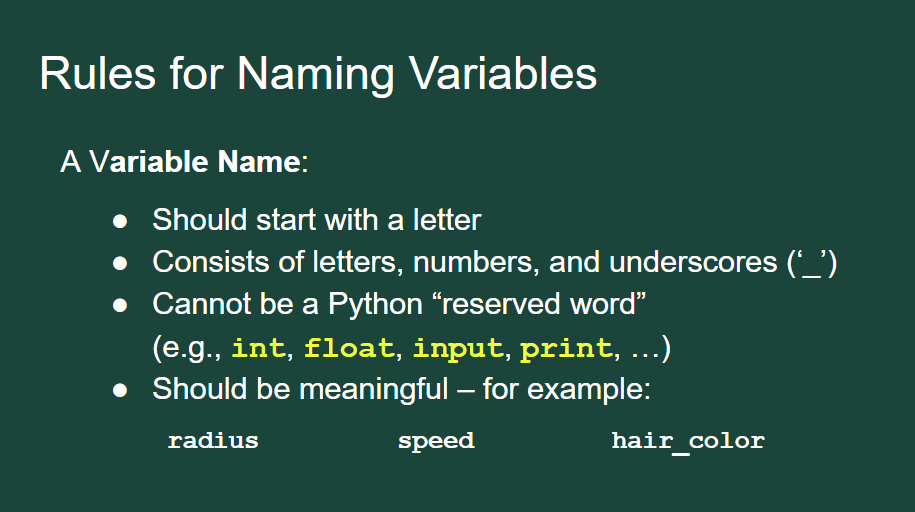 Rules for Naming Variables
A Variable Name:
● Should start with a letter
● Consists of letters, numbers, and underscores (‘_’)
● Cannot be a Python “reserved word”
(e.g., int, float, input, print, …)
● Should be meaningful – for example:
radius speed hair_color